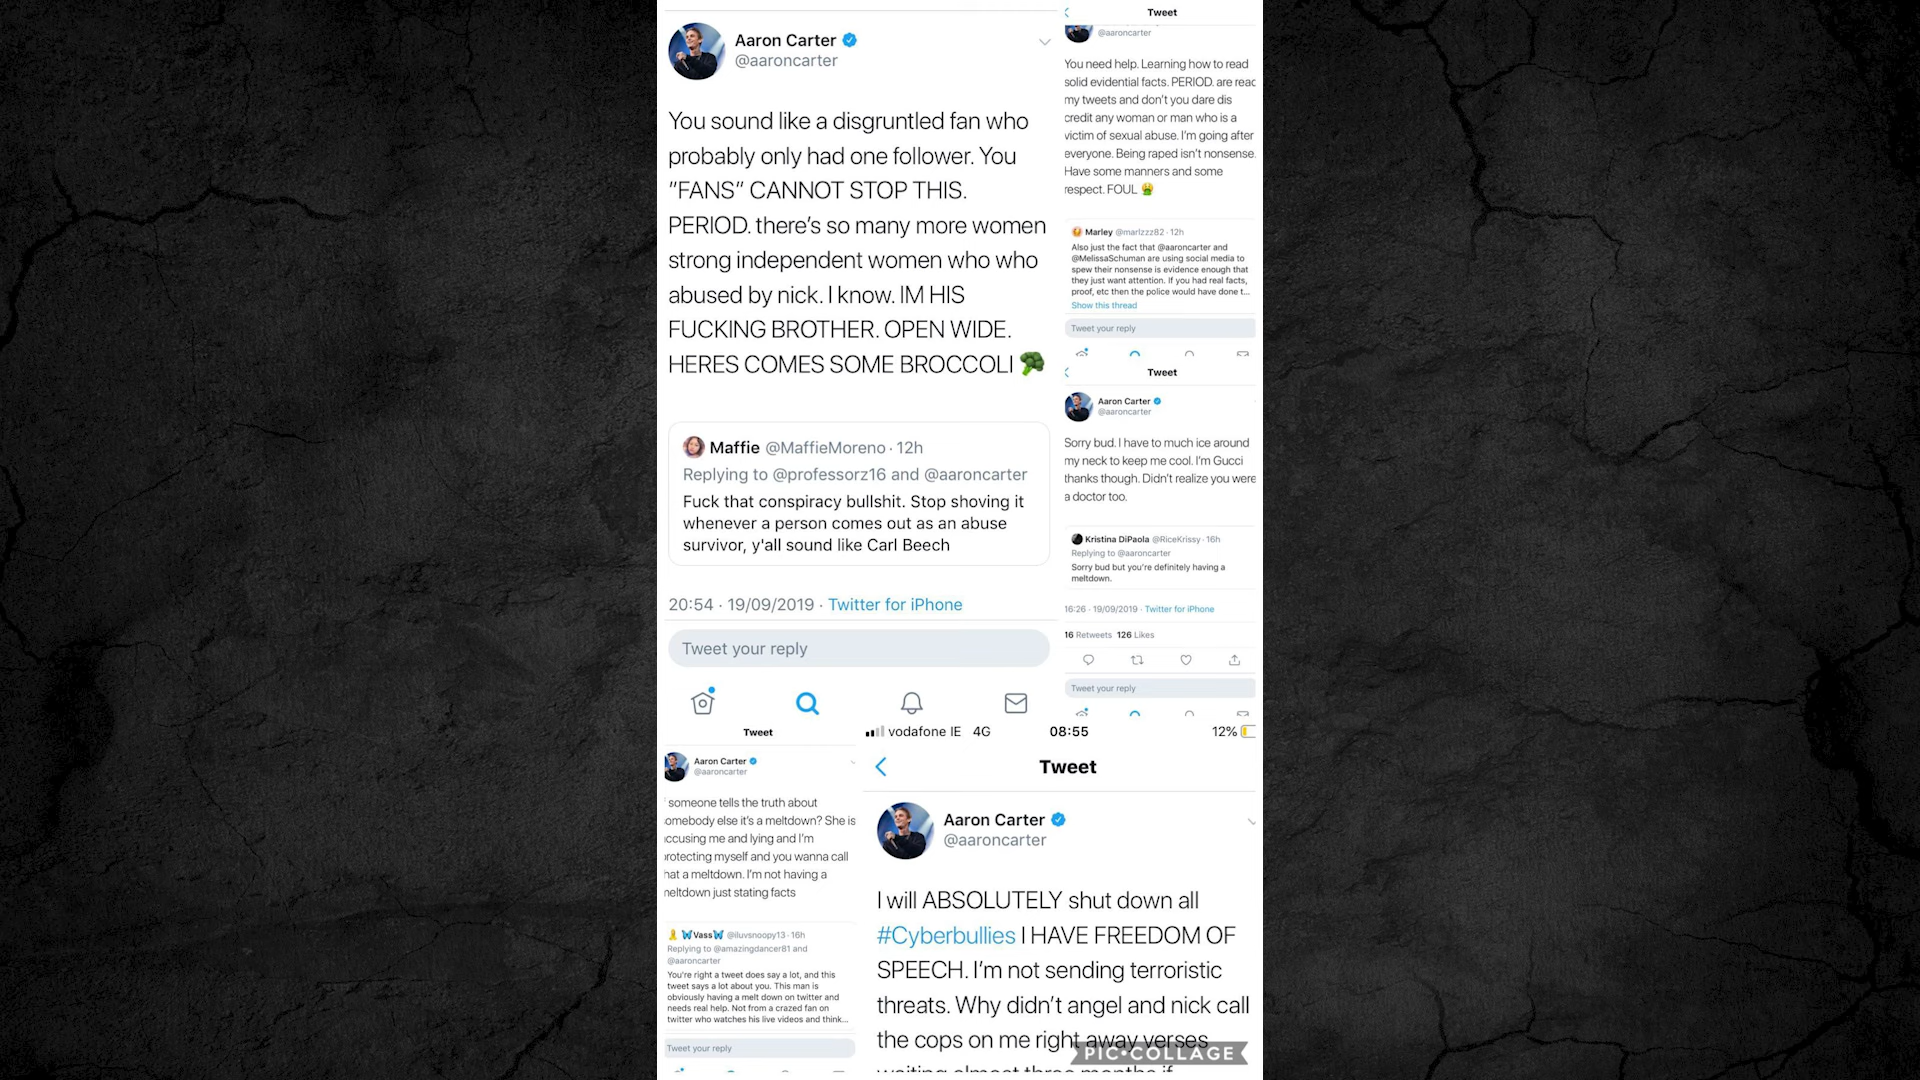 Aaron Carter
@aaroncarter
You sound like a disgruntled fan who
probably only had one follower. You
"FANS" CANNOT STOP THIS.
PERIOD. there's so many more women
strong independent women who who
abused by nick. I know. IM HIS
FUCKING BROTHER. OPEN WIDE.
HERES COMES SOME BROCCOLI 🥦
Maffie @MaffieMoreno · 12h
Replying to @professorz16 and @aaroncarter
Fuck that conspiracy bullshit. Stop shoving it
whenever a person comes out as an abuse
survivor, y'all sound like Carl Beech
20:54 · 19/09/2019 · Twitter for iPhone
Tweet your reply
Tweet
@aaroncarter
You need help. Learning how to read
solid evidential facts. PERIOD. are read
my tweets and don't you dare dis
credit any woman or man who is a
victim of sexual abuse. I'm going after
everyone. Being raped isn't nonsense.
Have some manners and some
respect. FOUL 🤮
Marley @marlzzz82 · 12h
Also just the fact that @aaroncarter and
@MelissaSchuman are using social media to
spew their nonsense is evidence enough that
they just want attention. If you had real facts,
proof, etc then the police would have done t...
Show this thread
Tweet your reply
Tweet
Aaron Carter
@aaroncarter
Sorry bud. I have to much ice around
my neck to keep me cool. I'm Gucci
thanks though. Didn't realize you were
a doctor too.
Kristina DiPaola @RiceKrissy · 16h
Replying to @aaroncarter
Sorry bud but you're definitely having a
meltdown.
16:26 · 19/09/2019 · Twitter for iPhone
16 Retweets 126 Likes
Tweet your reply
Tweet
Aaron Carter
@aaroncarter
someone tells the truth about
omebody else it's a meltdown? She is
ccusing me and lying and I'm
rotecting myself and you wanna call
hat a meltdown. I'm not having a
neltdown just stating facts
Vass @iluvsnoopy13 · 16h
Replying to @amazingdancer81 and
@aaroncarter
You're right a tweet does say a lot, and this
tweet says a lot about you. This man is
obviously having a melt down on twitter and
needs real help. Not from a crazed fan on
twitter who watches his live videos and think...
Tweet your reply
vodafone IE 4G 08:55 12%
Tweet
Aaron Carter
@aaroncarter
I will ABSOLUTELY shut down all
#Cyberbullies I HAVE FREEDOM OF
SPEECH. I'm not sending terroristic
threats. Why didn't angel and nick call
the cops on me right away verses
waiting almost three months if
PIC•COLLAGE